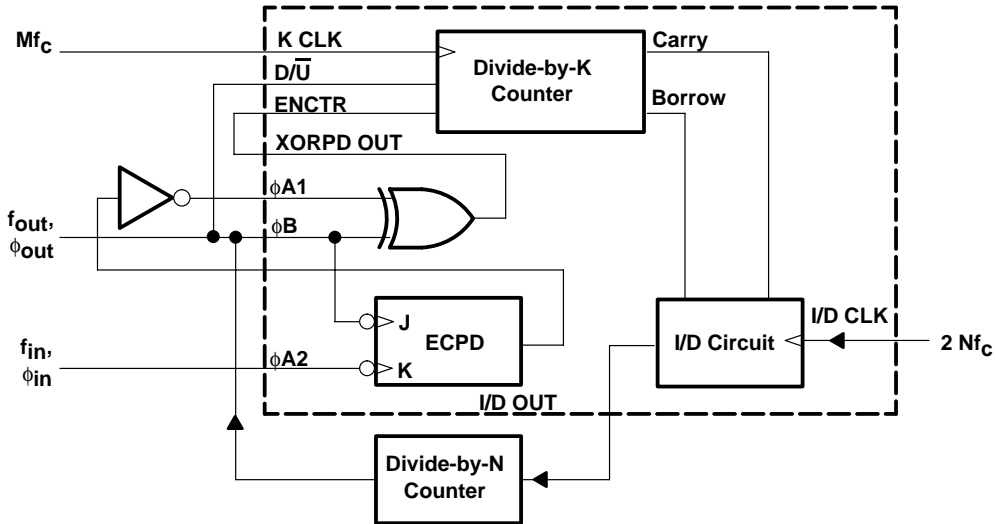 Mfc
K CLK
D/U̅
ENCTR
XORPD OUT
Divide-by-K
Counter
Carry
Borrow
ϕA1
fout,
ϕout
ϕB
J
ECPD
K
fin,
ϕin
ϕA2
I/D Circuit
I/D CLK
2 Nfc
I/D OUT
Divide-by-N
Counter